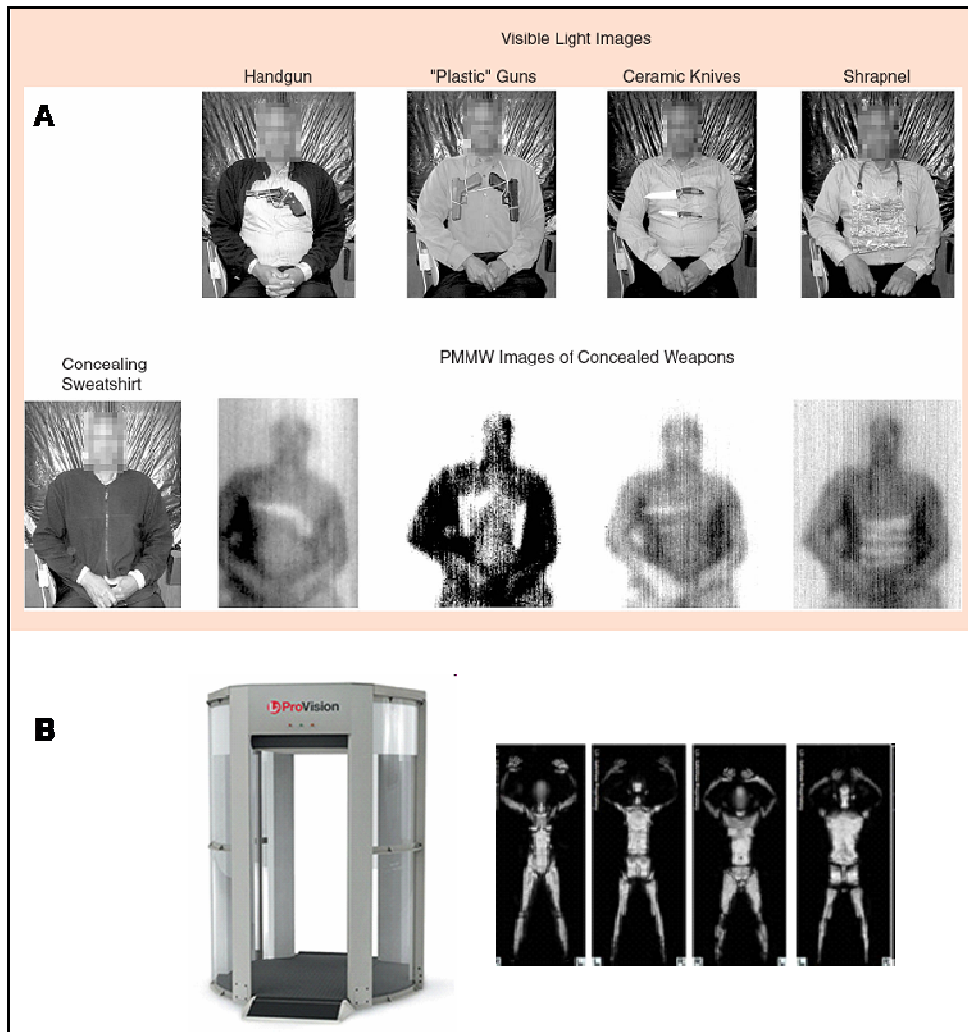 Visible Light Images
Handgun
"Plastic" Guns
Ceramic Knives
Shrapnel
A
Concealing
Sweatshirt
PMMW Images of Concealed Weapons
B
ProVision